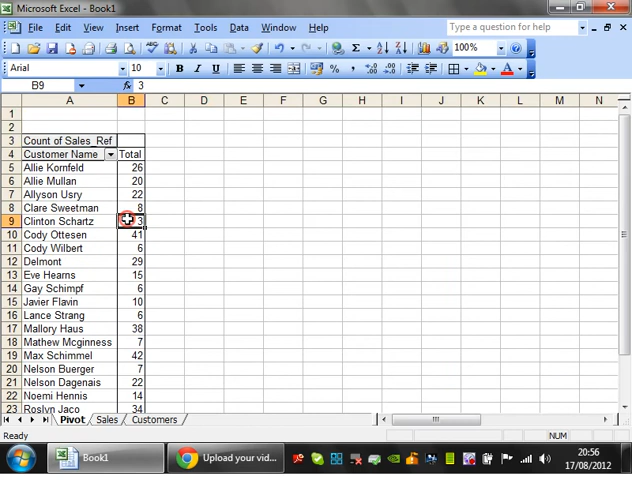 Microsoft Excel - Book1
File Edit View Insert Format Tools Data Window Help
Type a question for help
100%
Arial 10 B I U
B9 fx 3
A B C D E F G H I J K L M N
1
2
3 Count of Sales_Ref
4 Customer Name Total
5 Allie Kornfeld 26
6 Allie Mullan 20
7 Allyson Usry 22
8 Clare Sweetman 8
9 Clinton Schartz 3
10 Cody Ottesen 41
11 Cody Wilbert 6
12 Delmont 29
13 Eve Hearns 15
14 Gay Schimpf 6
15 Javier Flavin 10
16 Lance Strang 6
17 Mallory Haus 38
18 Mathew Mcginness 7
19 Max Schimmel 42
20 Nelson Buerger 7
21 Nelson Dagenais 22
22 Noemi Hennis 14
23 Roslyn Jaco 34
Pivot Sales Customers
Ready NUM
Book1 Upload your vid... 20:56
17/08/2012